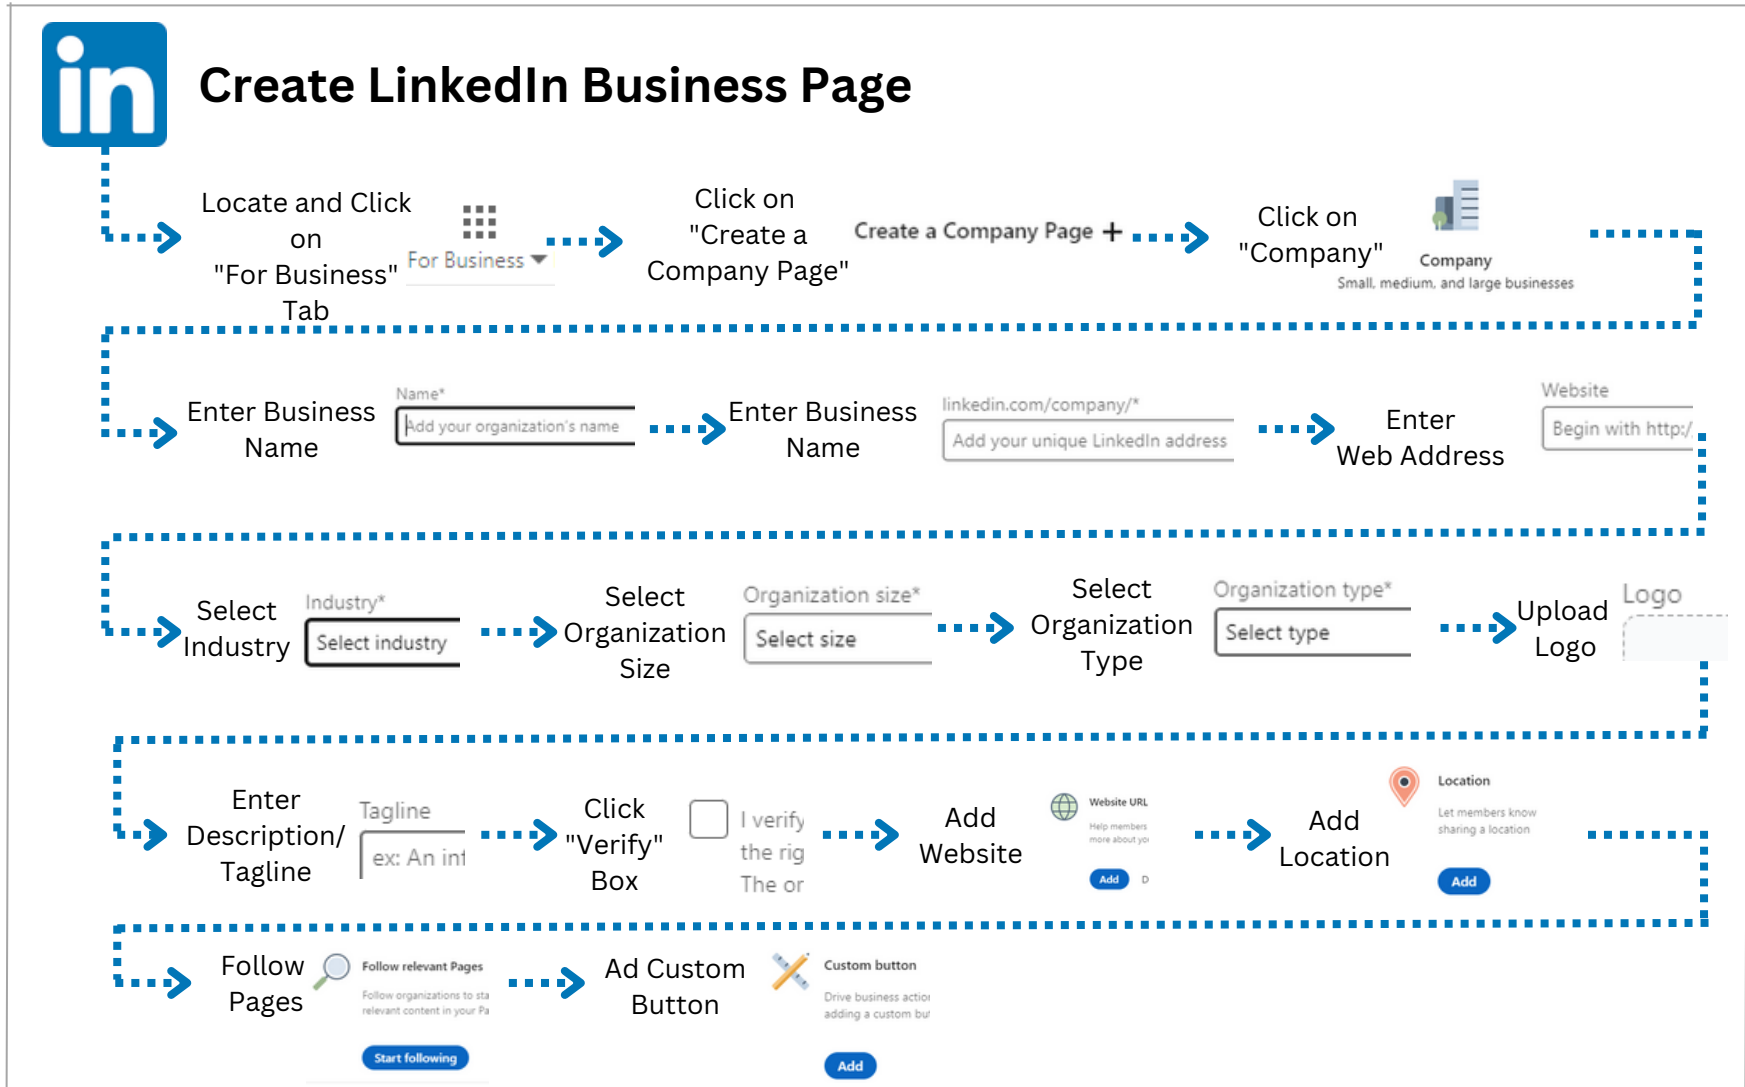 in
Create LinkedIn Business Page
Locate and Click
on
"For Business"
Tab
For Business
Click on
"Create a
Company Page"
Create a Company Page +
Click on
"Company"
Company
Small, medium, and large businesses
Enter Business
Name
Name*
Add your organization's name
Enter Business
Name
linkedin.com/company/*
Add your unique LinkedIn address
Enter
Web Address
Website
Begin with http:/
Select
Industry
Industry*
Select industry
Select
Organization
Size
Organization size*
Select size
Select
Organization
Type
Organization type*
Select type
Upload
Logo
Logo
Enter
Description/
Tagline
Tagline
ex: An inf
Click
"Verify"
Box
I verify
the rig
The or
Add
Website
Website URL
Help members
more about yo
Add D
Add
Location
Location
Let members know
sharing a location
Add
Follow
Pages
Follow relevant Pages
Follow organizations to sta
relevant content in your Pa
Start following
Ad Custom
Button
Custom button
Drive business action
adding a custom but
Add